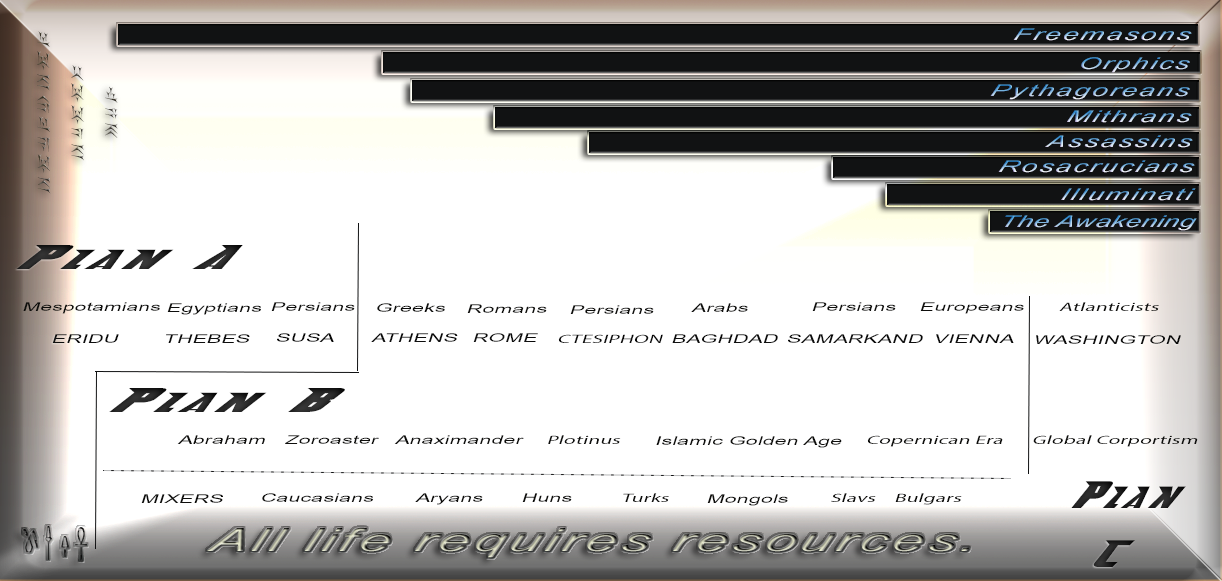 Freemasons
Orphics
Pythagoreans
Mithrans
Assassins
Rosacrucians
Illuminati
The Awakening
PLAN A
Mespotamians Egyptians Persians Greeks Romans Persians Arabs Persians Europeans Atlanticists
ERIDU THEBES SUSA ATHENS ROME CTESIPHON BAGHDAD SAMARKAND VIENNA WASHINGTON
PLAN B
Abraham Zoroaster Anaximander Plotinus Islamic Golden Age Copernican Era Global Corportism
MIXERS Caucasians Aryans Huns Turks Mongols Slavs Bulgars
PLAN
C
All life requires resources.